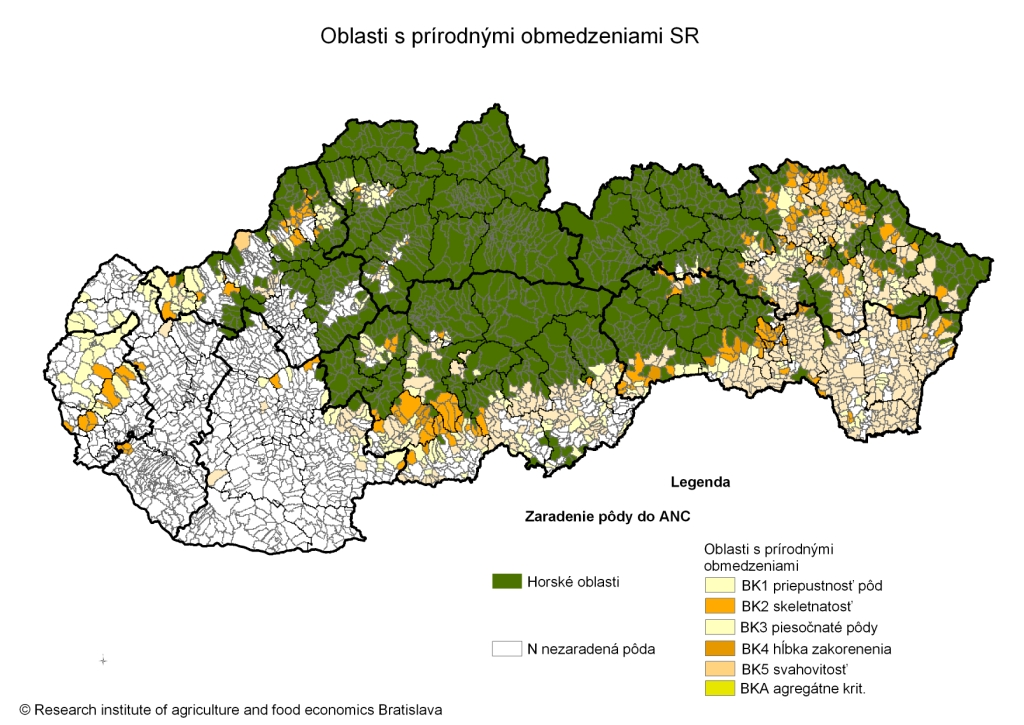 Oblasti s prírodnými obmedzeniami SR
Legenda
Zaradenie pôdy do ANC
Horské oblasti
N nezaradená pôda
Oblasti s prírodnými
obmedzeniami
BK1 priepustnosť pôd
BK2 skeletnatosť
BK3 piesočnaté pôdy
BK4 hĺbka zakorenenia
BK5 svahovitosť
BKA agregátne krit.
© Research institute of agriculture and food economics Bratislava